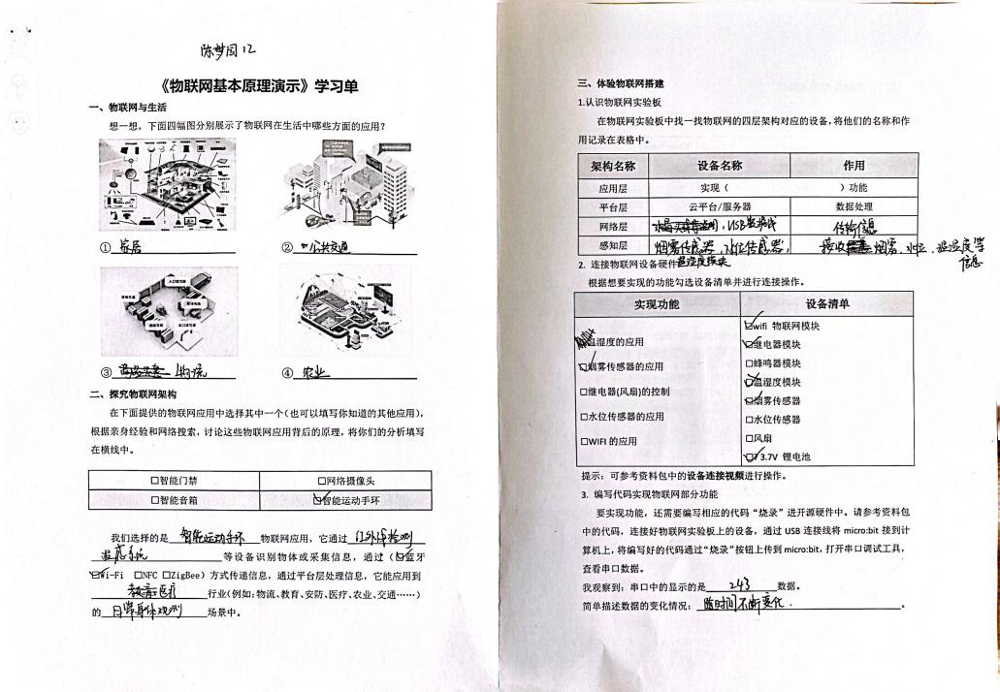 陈梦园 12
《物联网基本原理演示》学习单
一、物联网与生活
想一想，下面四幅图分别展示了物联网在生活中哪些方面的应用？
① 家居
② 公共交通
③ 物流
④ 农业
二、探究物联网架构
在下面提供的物联网应用中选择其中一个（也可以填写你知道的其他应用），
根据亲身经验和网络搜索，讨论这些物联网应用背后的原理，将你们的分析填写
在横线中。
☐智能门禁 ☐网络摄像头
☐智能音箱 ☑智能运动手环
我们选择的是 智能运动手环 物联网应用，它通过 红外体检测
温感系统 等设备识别物体或采集信息，通过（☑蓝牙
☑Wi-Fi ☐NFC ☐ZigBee）方式传递信息，通过平台层处理信息，它能应用到
教育医疗 行业(例如:物流、教育、安防、医疗、农业、交通……)
的 日常身体观测 场景中。
三、体验物联网搭建
1.认识物联网实验板
在物联网实验板中找一找物联网的四层架构对应的设备，将他们的名称和作
用记录在表格中。
架构名称 设备名称 作用
应用层 实现（ ）功能
平台层 云平台/服务器 数据处理
网络层 USB数据线 传输信息
感知层 烟雾传感器，水位传感器， 接收烟雾、水位、温湿度等
信息
温湿度模块
2. 连接物联网设备硬件
根据想要实现的功能勾选设备清单并进行连接操作。
实现功能 设备清单
☑wifi 物联网模块
温湿度的应用 ☑继电器模块
☑烟雾传感器的应用 ☐蜂鸣器模块
☐继电器(风扇)的控制 ☑温湿度模块
☑烟雾传感器
☐水位传感器的应用 ☐水位传感器
☐WIFI 的应用 ☐风扇
☑3.7V 锂电池
提示：可参考资料包中的设备连接视频进行操作。
3. 编写代码实现物联网部分功能
要实现功能，还需要编写相应的代码“烧录”进开源硬件中。请参考资料包
中的代码，连接好物联网实验板上的设备，通过 USB 连接线将 micro:bit 接到计
算机上，将编写好的代码通过“烧录”按钮上传到 micro:bit，打开串口调试工具，
查看串口数据。
我观察到：串口中的显示的是 243 数据。
简单描述数据的变化情况： 随时间不断变化. 。